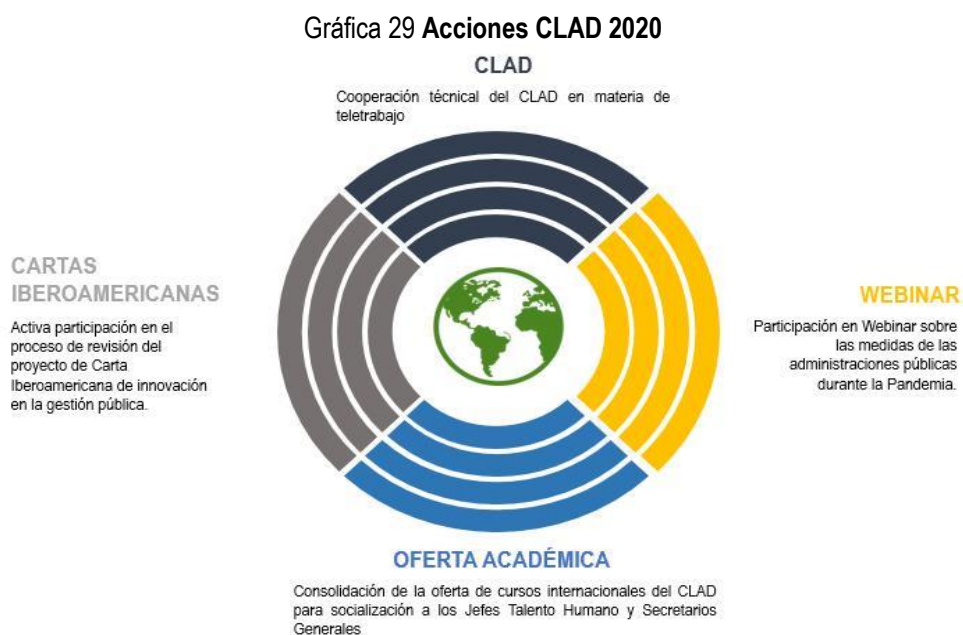 Gráfica 29 Acciones CLAD 2020
CLAD
Cooperación técnical del CLAD en materia de
teletrabajo
CARTAS
IBEROAMERICANAS
Activa participación en el
proceso de revisión del
proyecto de Carta
Iberoamericana de innovación
en la gestión pública.
WEBINAR
Participación en Webinar sobre
las medidas de las
administraciones públicas
durante la Pandemia.
OFERTA ACADÉMICA
Consolidación de la oferta de cursos internacionales del CLAD
para socialización a los Jefes Talento Humano y Secretarios
Generales